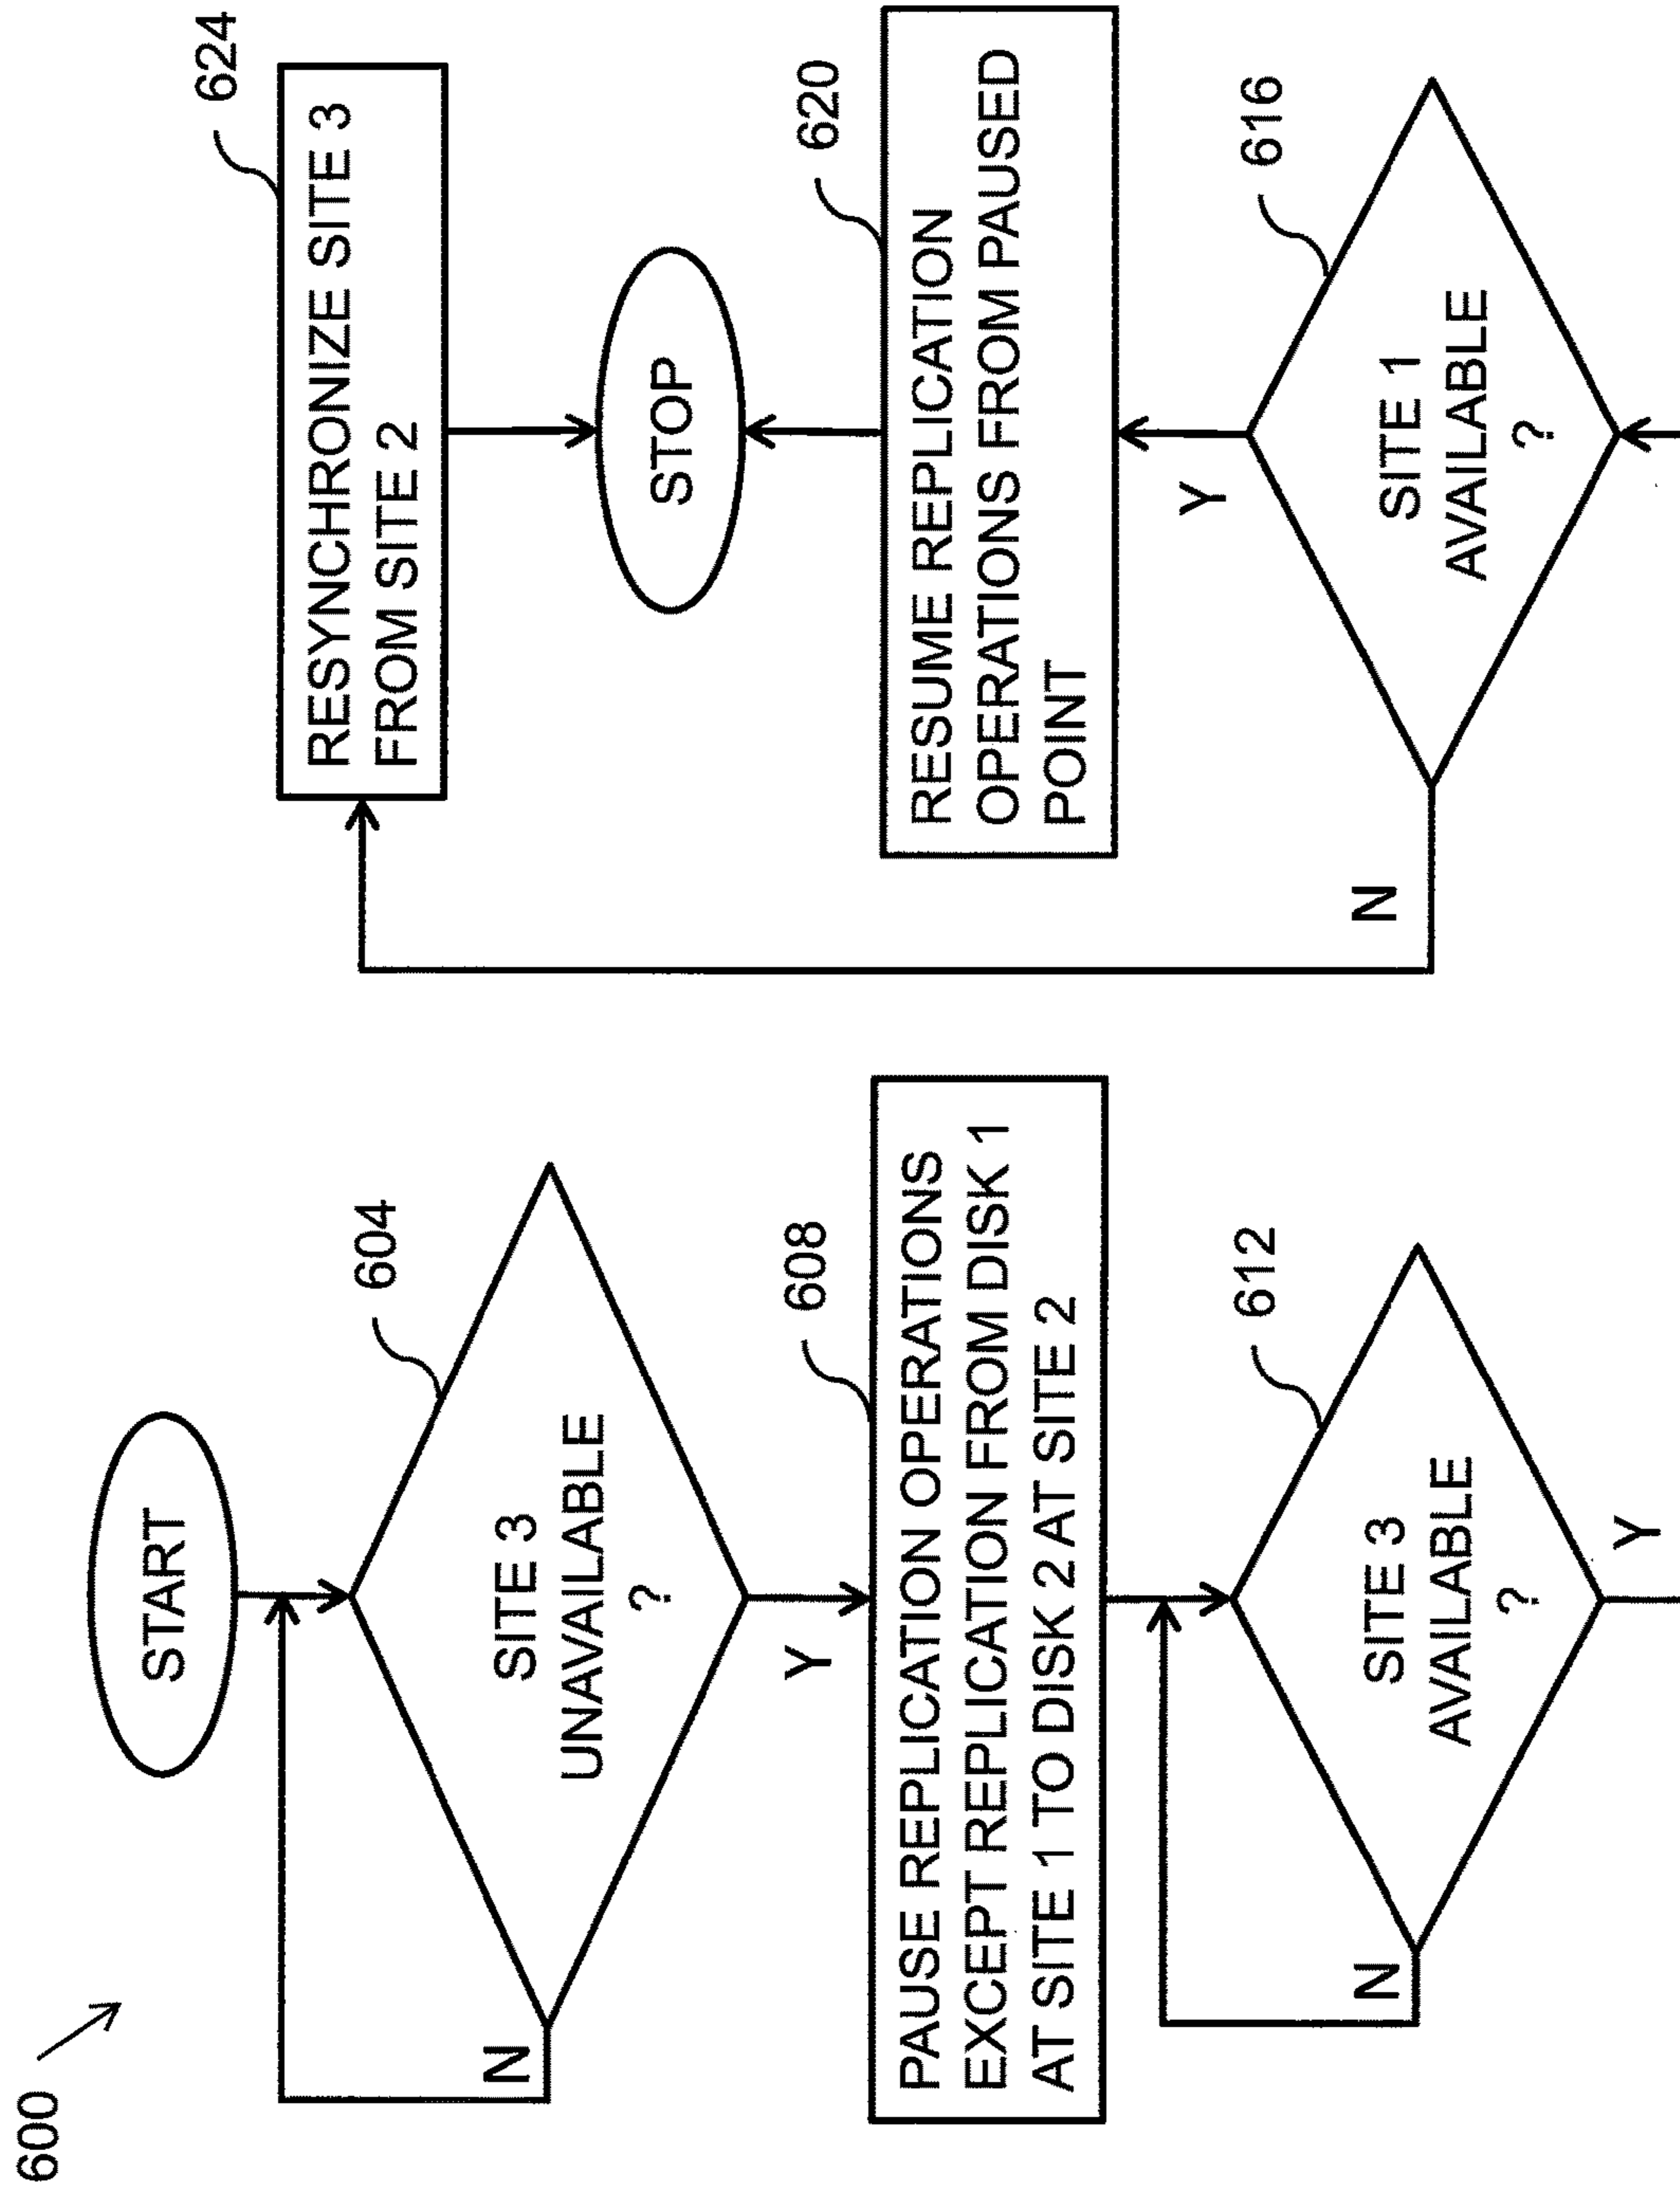 600
START
604
SITE 3
UNAVAILABLE
?
N
Y
608
PAUSE REPLICATION OPERATIONS
EXCEPT REPLICATION FROM DISK 1
AT SITE 1 TO DISK 2 AT SITE 2
612
SITE 3
AVAILABLE
?
N
Y
616
SITE 1
AVAILABLE
?
N
Y
620
RESUME REPLICATION
OPERATIONS FROM PAUSED
POINT
STOP
624
RESYNCHRONIZE SITE 3
FROM SITE 2